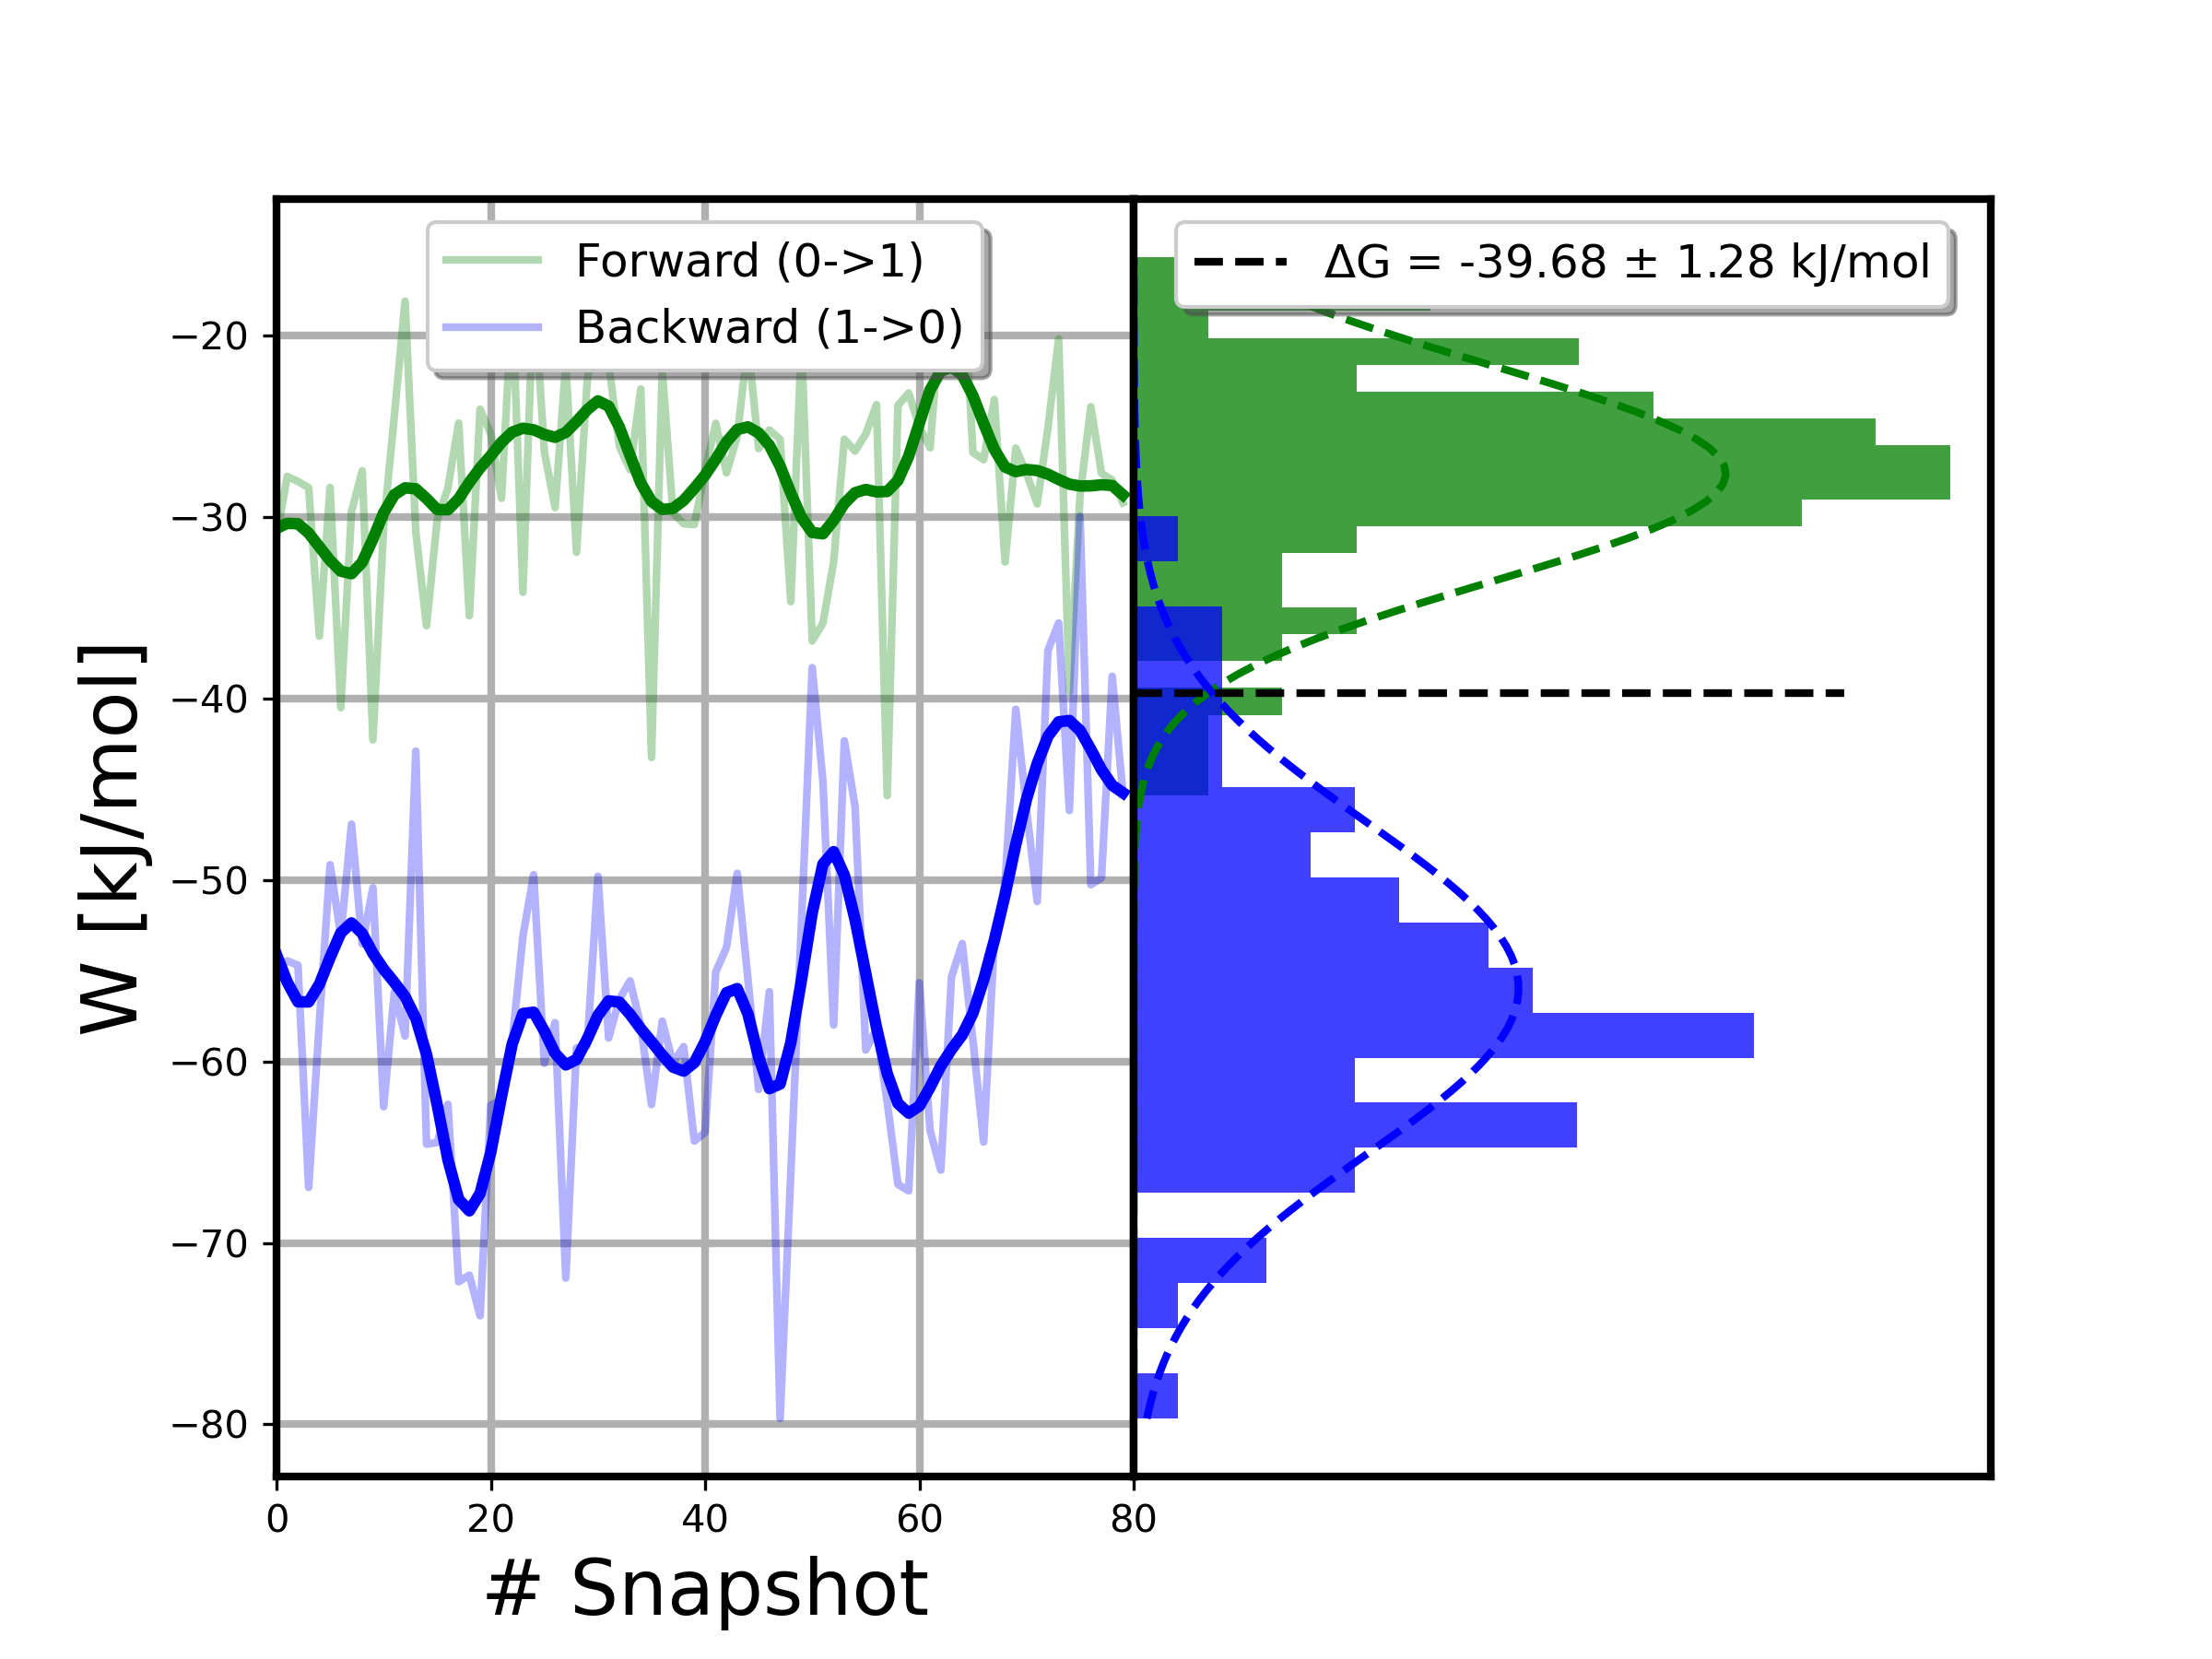 Forward (0->1)
Backward (1->0)
ΔG = -39.68 ± 1.28 kJ/mol
W [kJ/mol]
−20
−30
−40
−50
−60
−70
−80
0 20 40 60 80
# Snapshot